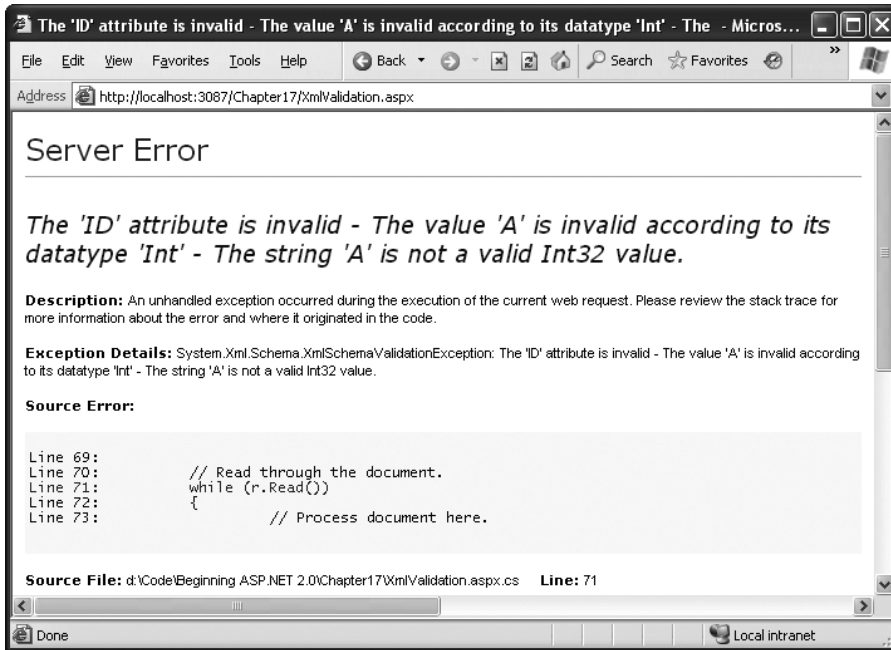 The 'ID' attribute is invalid - The value 'A' is invalid according to its datatype 'Int' - The - Micros...
File Edit View Favorites Tools Help Back Search Favorites »
Address http://localhost:3087/Chapter17/XmlValidation.aspx
Server Error
The 'ID' attribute is invalid - The value 'A' is invalid according to its
datatype 'Int' - The string 'A' is not a valid Int32 value.
Description: An unhandled exception occurred during the execution of the current web request. Please review the stack trace for
more information about the error and where it originated in the code.
Exception Details: System.Xml.Schema.XmlSchemaValidationException: The 'ID' attribute is invalid - The value 'A' is invalid according
to its datatype 'Int' - The string 'A' is not a valid Int32 value.
Source Error:
Line 69:
Line 70: // Read through the document.
Line 71: while (r.Read())
Line 72: {
Line 73: // Process document here.
Source File: d:\Code\Beginning ASP.NET 2.0\Chapter17\XmlValidation.aspx.cs Line: 71
Done Local intranet